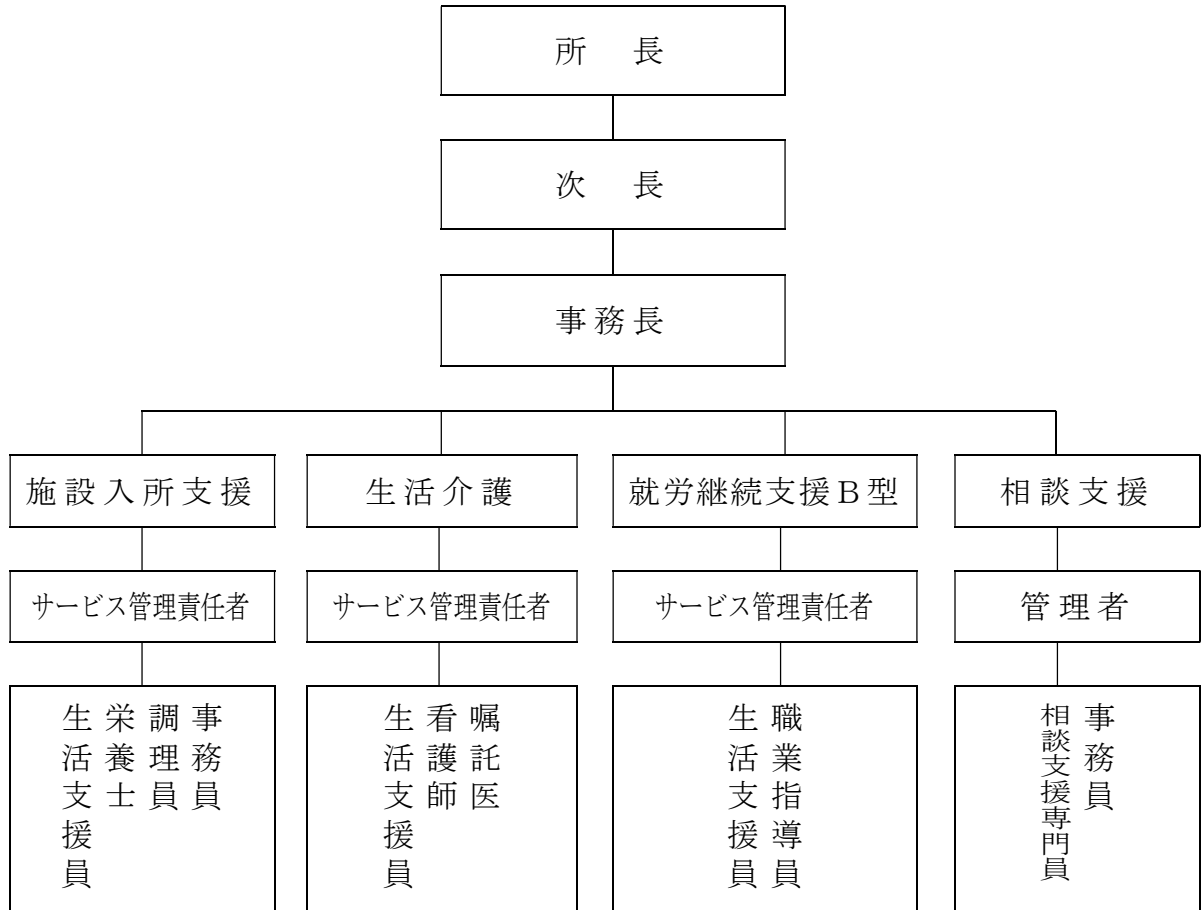 所　長
次　長
事務長
施設入所支援
生活介護
就労継続支援Ｂ型
相談支援
サービス管理責任者
サービス管理責任者
サービス管理責任者
管理者
事務員
調理員
栄養士
生活支援員
嘱託医
看護師
生活支援員
職業指導員
生活支援員
事務員
相談支援専門員